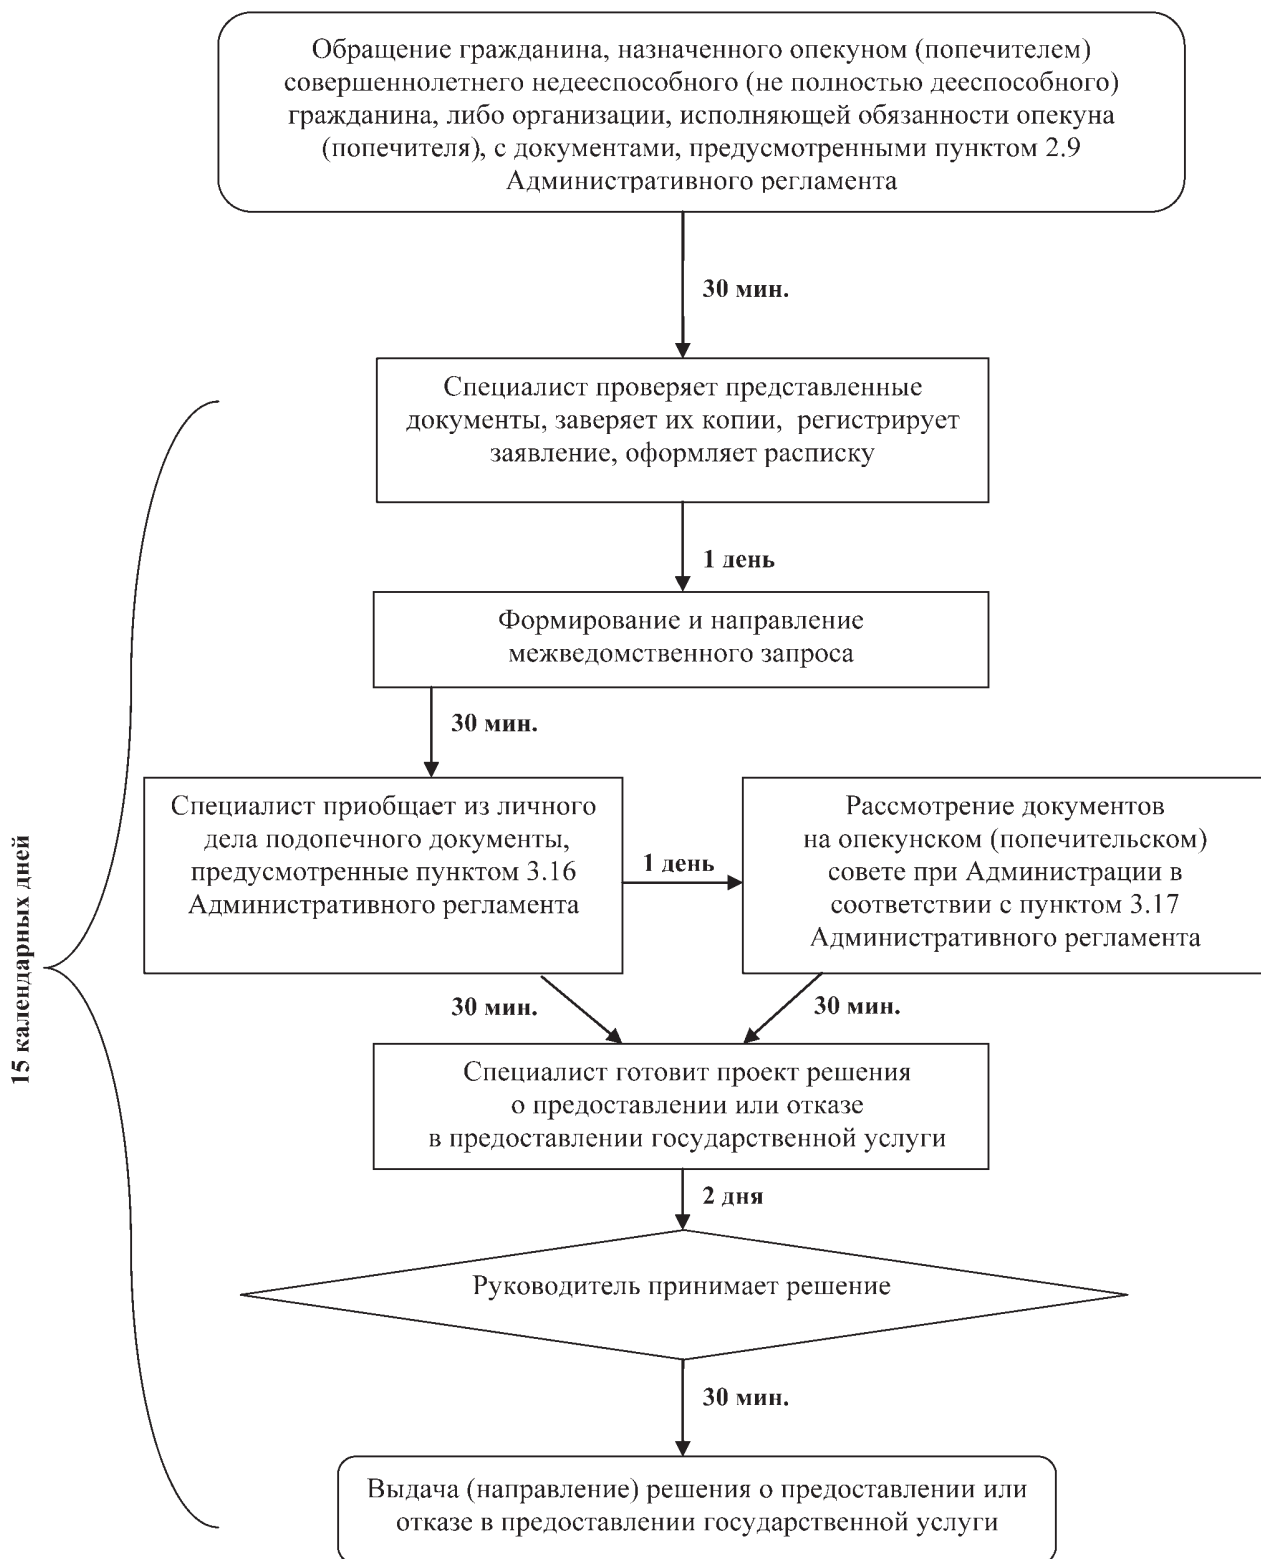 Обращение гражданина, назначенного опекуном (попечителем)
совершеннолетнего недееспособного (не полностью дееспособного)
гражданина, либо организации, исполняющей обязанности опекуна
(попечителя), с документами, предусмотренными пунктом 2.9
Административного регламента
30 мин.
Специалист проверяет представленные
документы, заверяет их копии, регистрирует
заявление, оформляет расписку
1 день
Формирование и направление
межведомственного запроса
30 мин.
Специалист приобщает из личного
дела подопечного документы,
предусмотренные пунктом 3.16
Административного регламента
1 день
Рассмотрение документов
на опекунском (попечительском)
совете при Администрации в
соответствии с пунктом 3.17
Административного регламента
30 мин.
30 мин.
Специалист готовит проект решения
о предоставлении или отказе
в предоставлении государственной услуги
2 дня
Руководитель принимает решение
30 мин.
Выдача (направление) решения о предоставлении или
отказе в предоставлении государственной услуги
15 календарных дней